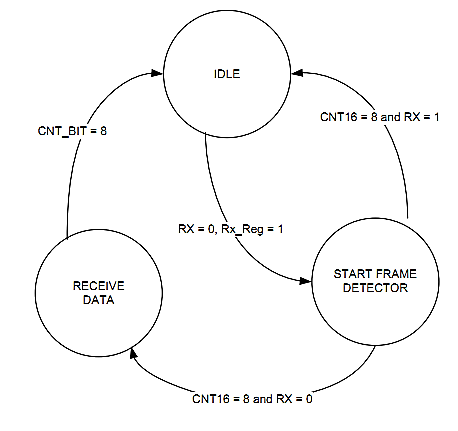 IDLE
CNT16 = 8 and RX = 1
CNT_BIT = 8
RX = 0, Rx_Reg = 1
START FRAME
DETECTOR
RECEIVE
DATA
CNT16 = 8 and RX = 0